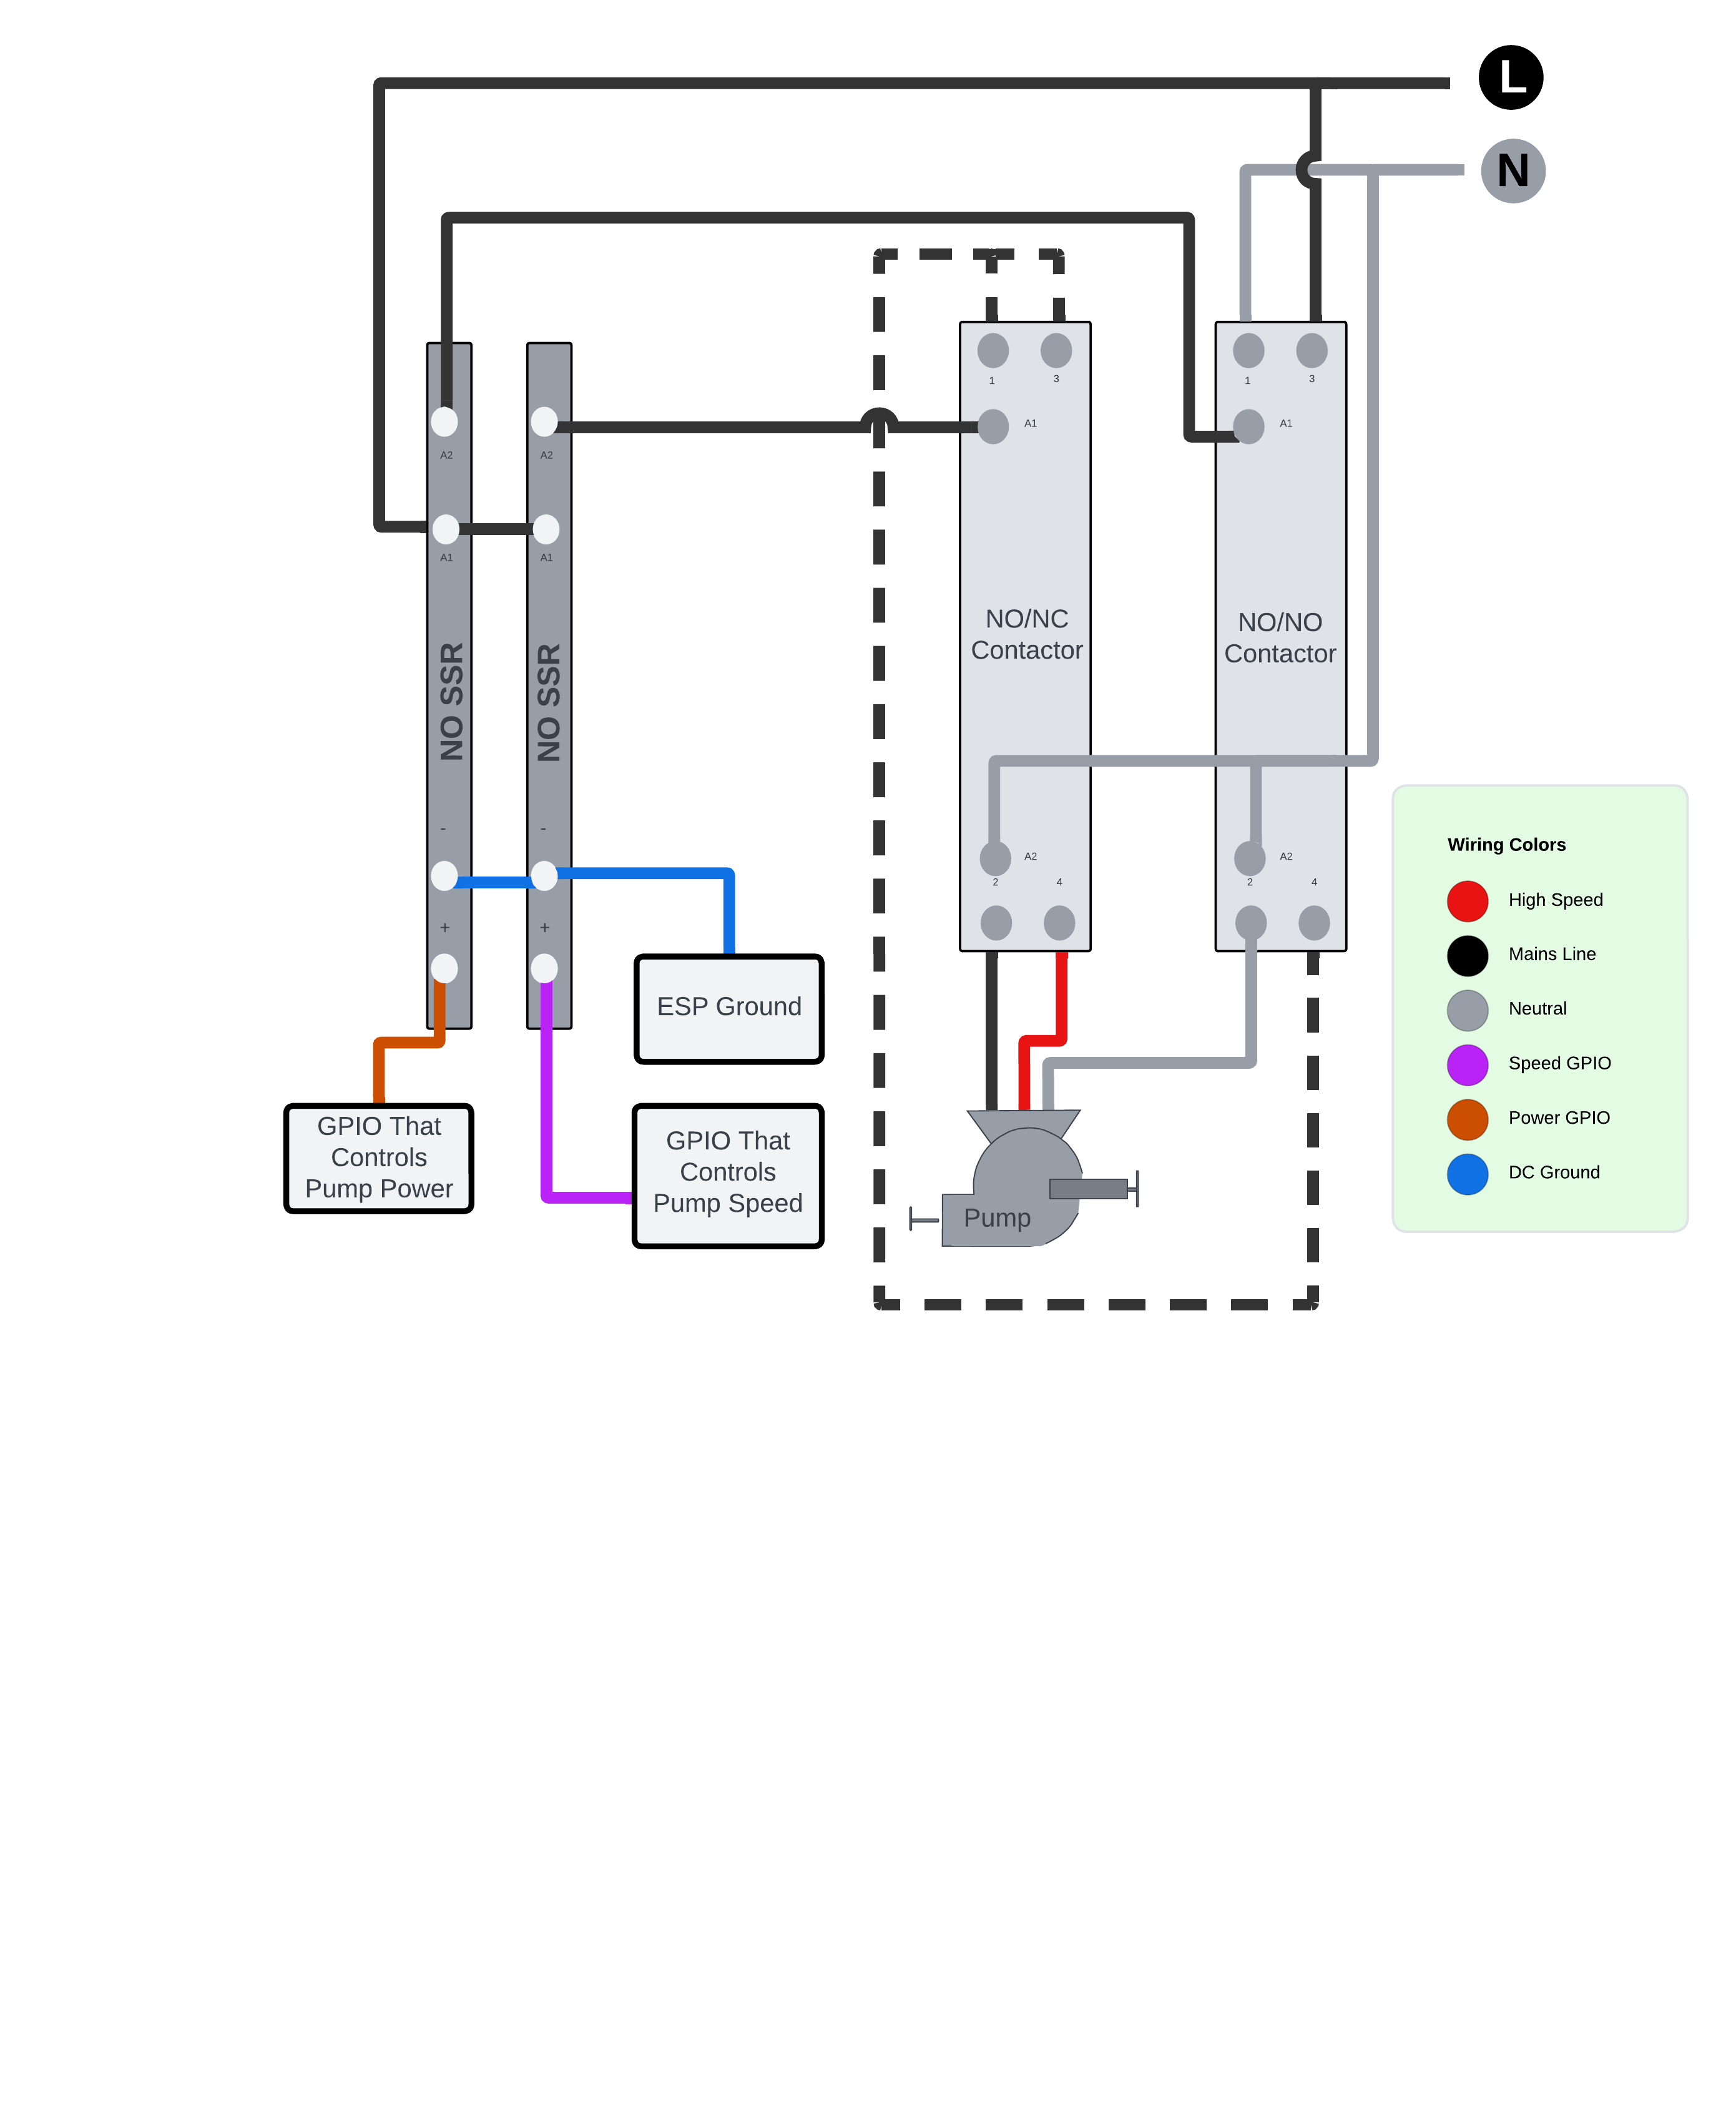 L
N
1
3
1
3
A1
A1
A2
A2
A1
A1
NO/NC
Contactor
NO/NO
Contactor
NO SSR
NO SSR
-
-
A2
A2
2
4
2
4
+
+
ESP Ground
GPIO That
Controls
Pump Power
GPIO That
Controls
Pump Speed
Pump
Wiring Colors
High Speed
Mains Line
Neutral
Speed GPIO
Power GPIO
DC Ground